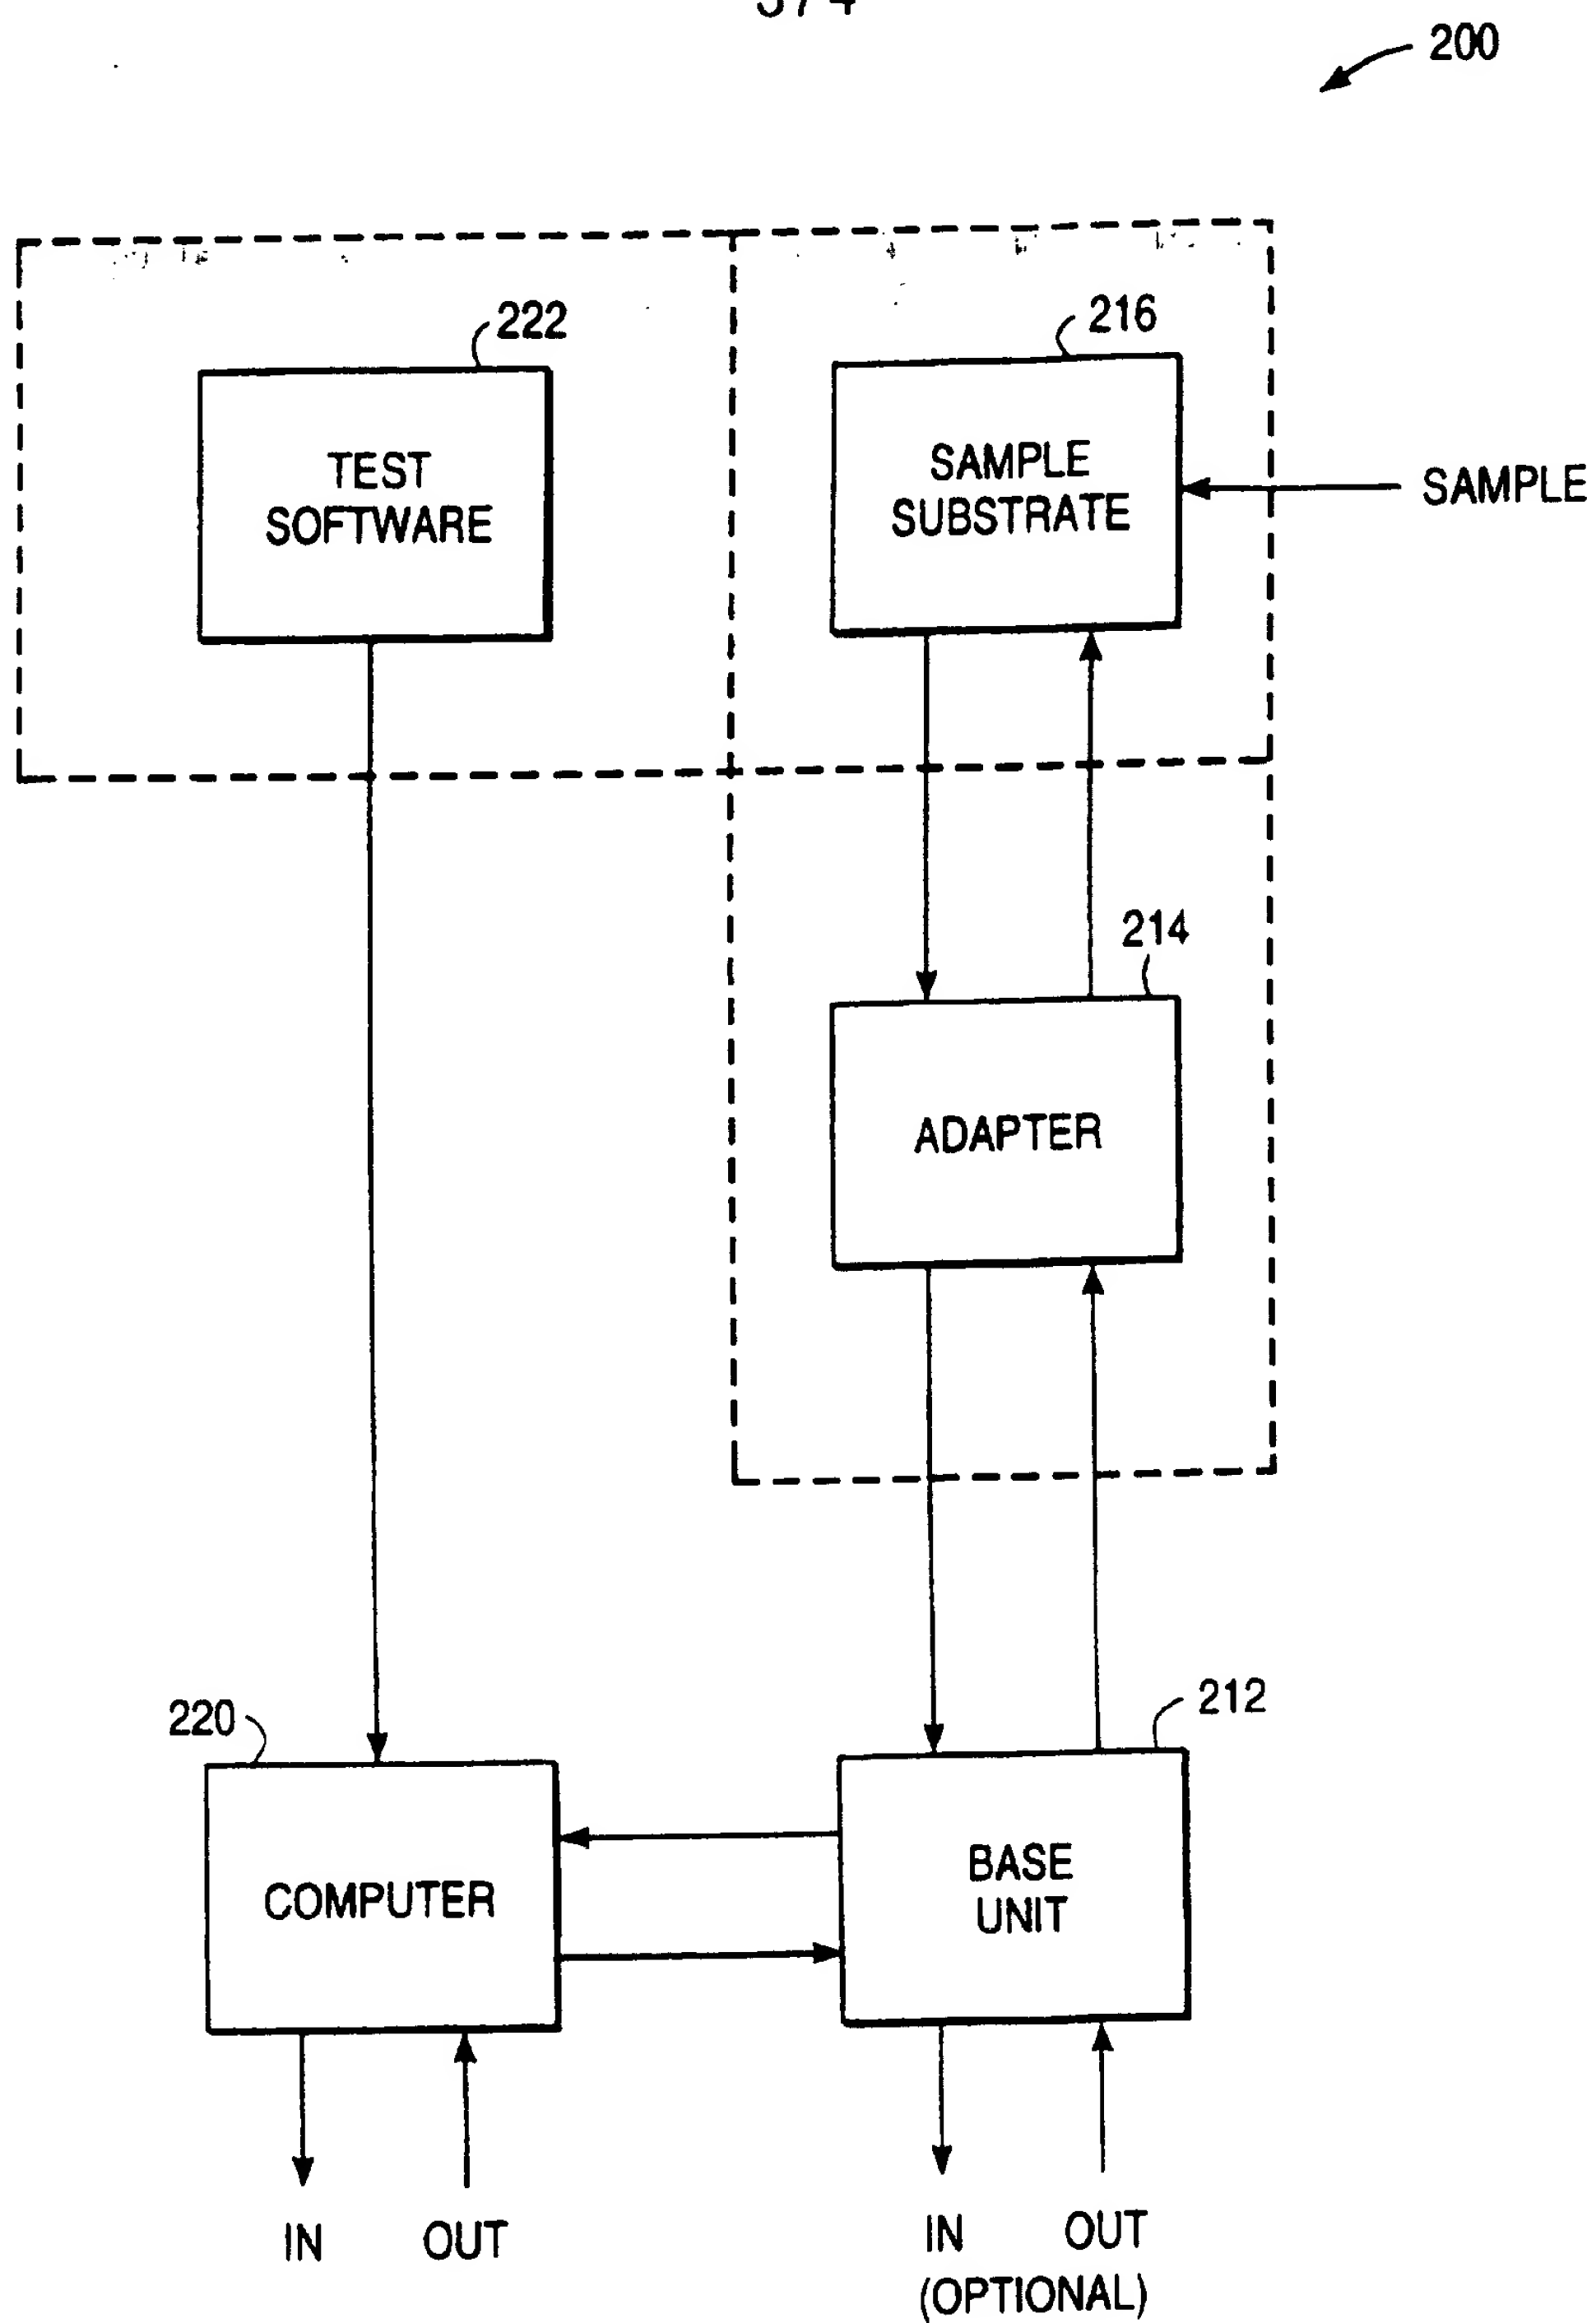 200
222
216
TEST
SOFTWARE
SAMPLE
SUBSTRATE
SAMPLE
214
ADAPTER
220
212
COMPUTER
BASE
UNIT
IN
OUT
IN
OUT
(OPTIONAL)